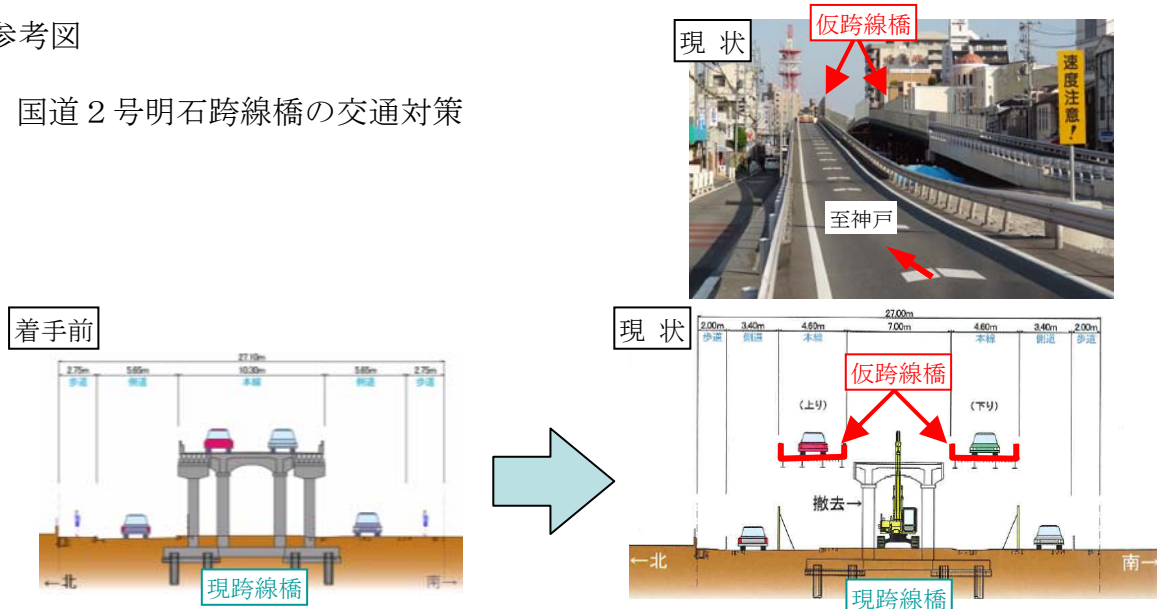 参考図
国道2号明石跨線橋の交通対策
現 状
仮跨線橋
速度注意!
至神戸
着手前
27.10m
2.75m 5.65m 10.30m 5.65m 2.75m
歩道 側道 本線 側道 歩道
←北
南→
現跨線橋
現 状
27.00m
2.00m 3.40m 4.60m 7.00m 4.60m 3.40m 2.00m
歩道 側道 本線 本線 側道 歩道
仮跨線橋
(上り)
(下り)
撤去→
←北
南→
現跨線橋